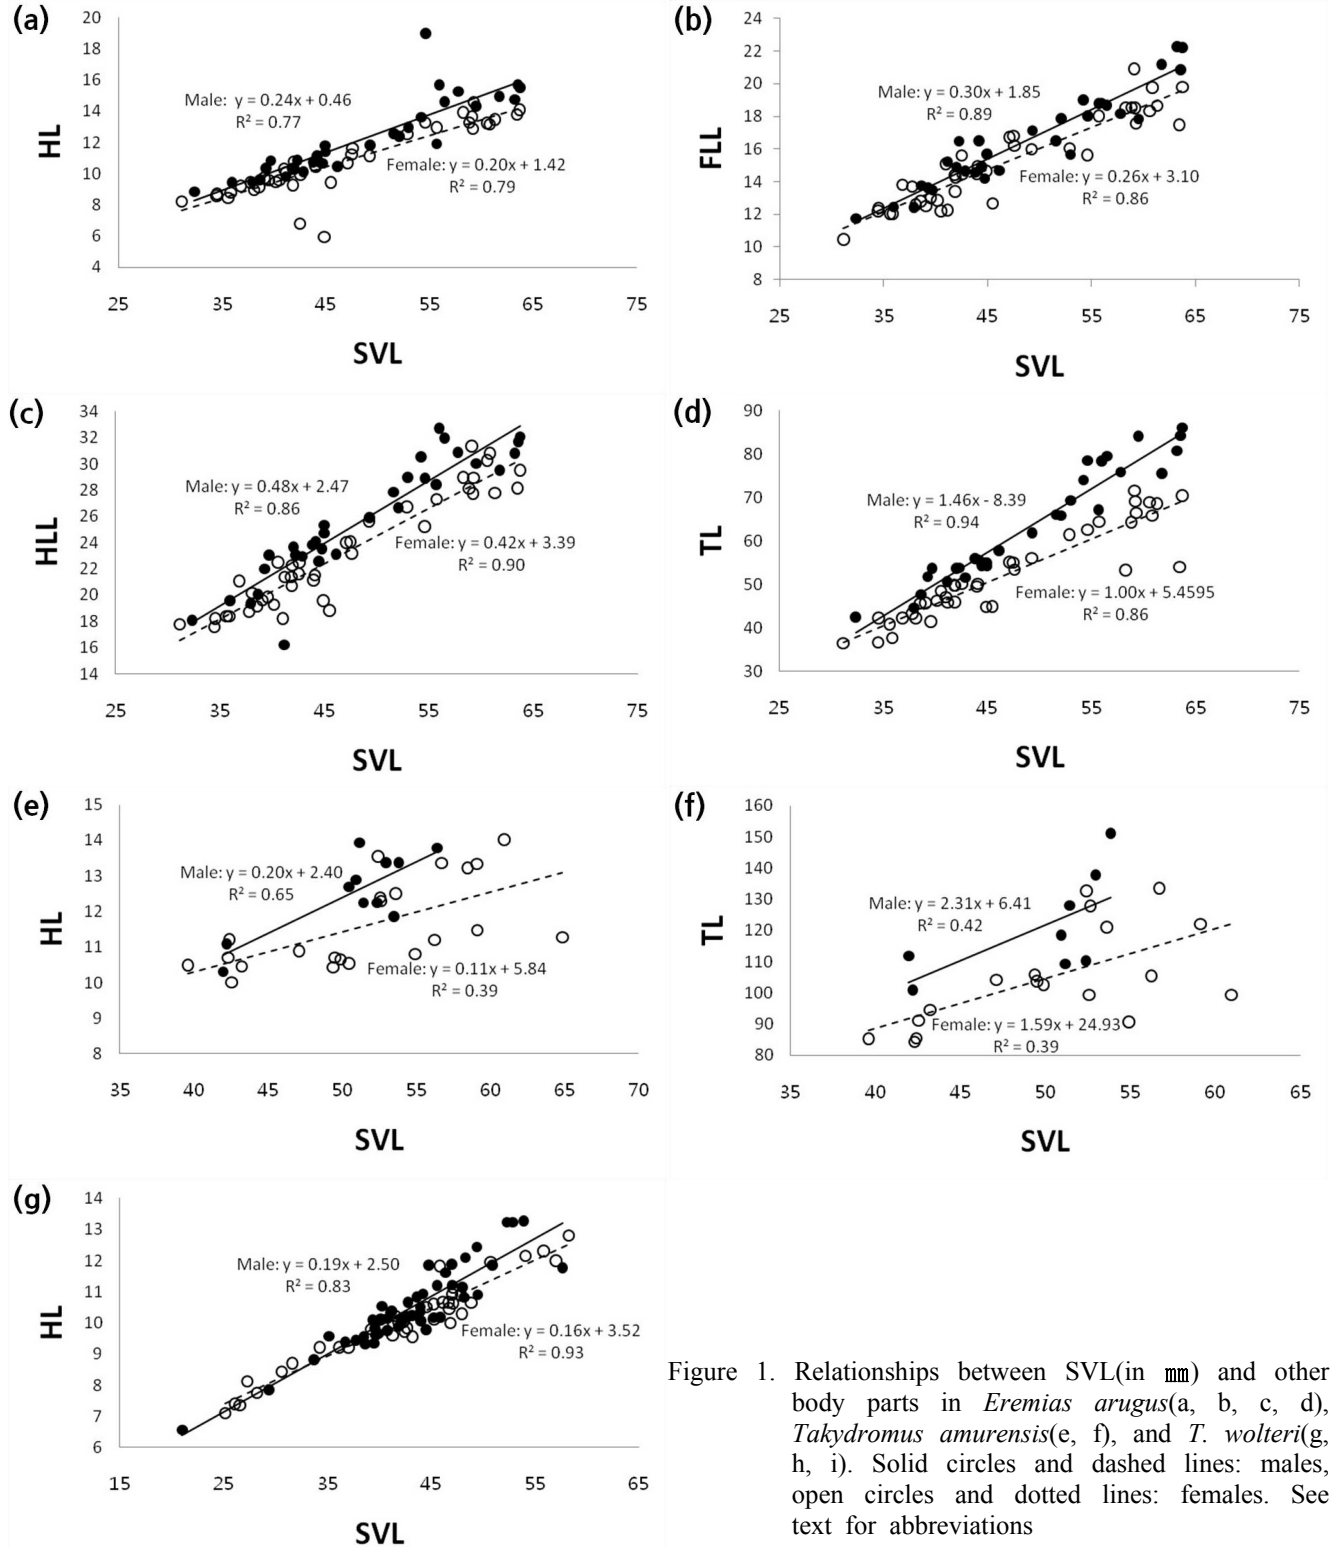 (a)
20
18
16
14
12
10
8
6
4
HL
Male: y = 0.24x + 0.46
R² = 0.77
Female: y = 0.20x + 1.42
R² = 0.79
25 35 45 55 65 75
SVL
(b)
24
22
20
18
16
14
12
10
8
FLL
Male: y = 0.30x + 1.85
R² = 0.89
Female: y = 0.26x + 3.10
R² = 0.86
25 35 45 55 65 75
SVL
(c)
34
32
30
28
26
24
22
20
18
16
14
HLL
Male: y = 0.48x + 2.47
R² = 0.86
Female: y = 0.42x + 3.39
R² = 0.90
25 35 45 55 65 75
SVL
(d)
90
80
70
60
50
40
30
TL
Male: y = 1.46x - 8.39
R² = 0.94
Female: y = 1.00x + 5.4595
R² = 0.86
25 35 45 55 65 75
SVL
(e)
15
14
13
12
11
10
9
8
HL
Male: y = 0.20x + 2.40
R² = 0.65
Female: y = 0.11x + 5.84
R² = 0.39
35 40 45 50 55 60 65 70
SVL
(f)
160
150
140
130
120
110
100
90
80
TL
Male: y = 2.31x + 6.41
R² = 0.42
Female: y = 1.59x + 24.93
R² = 0.39
35 40 45 50 55 60 65
SVL
(g)
14
13
12
11
10
9
8
7
6
HL
Male: y = 0.19x + 2.50
R² = 0.83
Female: y = 0.16x + 3.52
R² = 0.93
15 25 35 45 55 65
SVL
Figure 1. Relationships between SVL(in ㎜) and other
body parts in Eremias arugus(a, b, c, d),
Takydromus amurensis(e, f), and T. wolteri(g,
h, i). Solid circles and dashed lines: males,
open circles and dotted lines: females. See
text for abbreviations